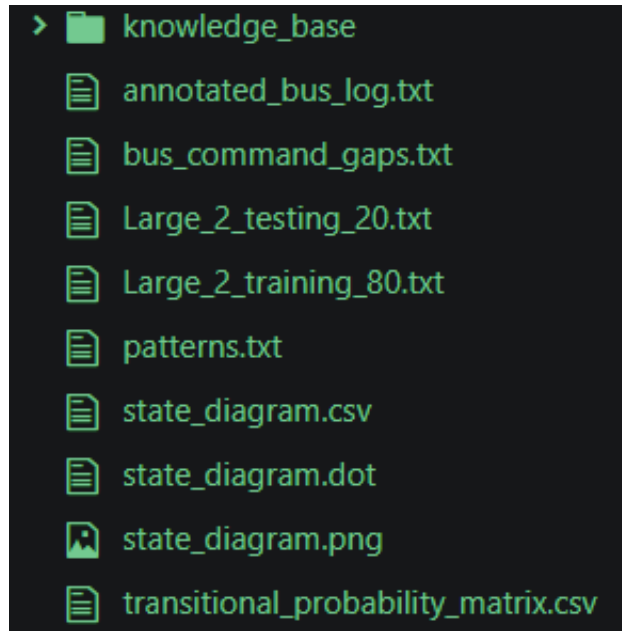 knowledge_base
annotated_bus_log.txt
bus_command_gaps.txt
Large_2_testing_20.txt
Large_2_training_80.txt
patterns.txt
state_diagram.csv
state_diagram.dot
state_diagram.png
transitional_probability_matrix.csv